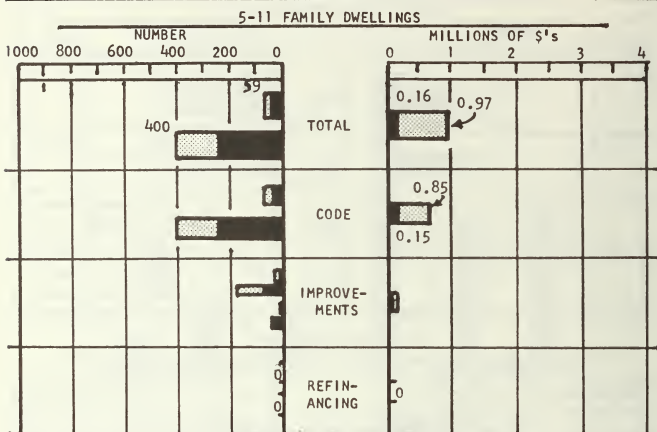 5-11 FAMILY DWELLINGS
NUMBER MILLIONS OF $'s
1000 800 600 400 200 0 0 1 2 3 4
59
0.16 0.97
400
TOTAL
0.85
CODE
0.15
IMPROVE-
MENTS
0
REFIN- 0
0 ANCING